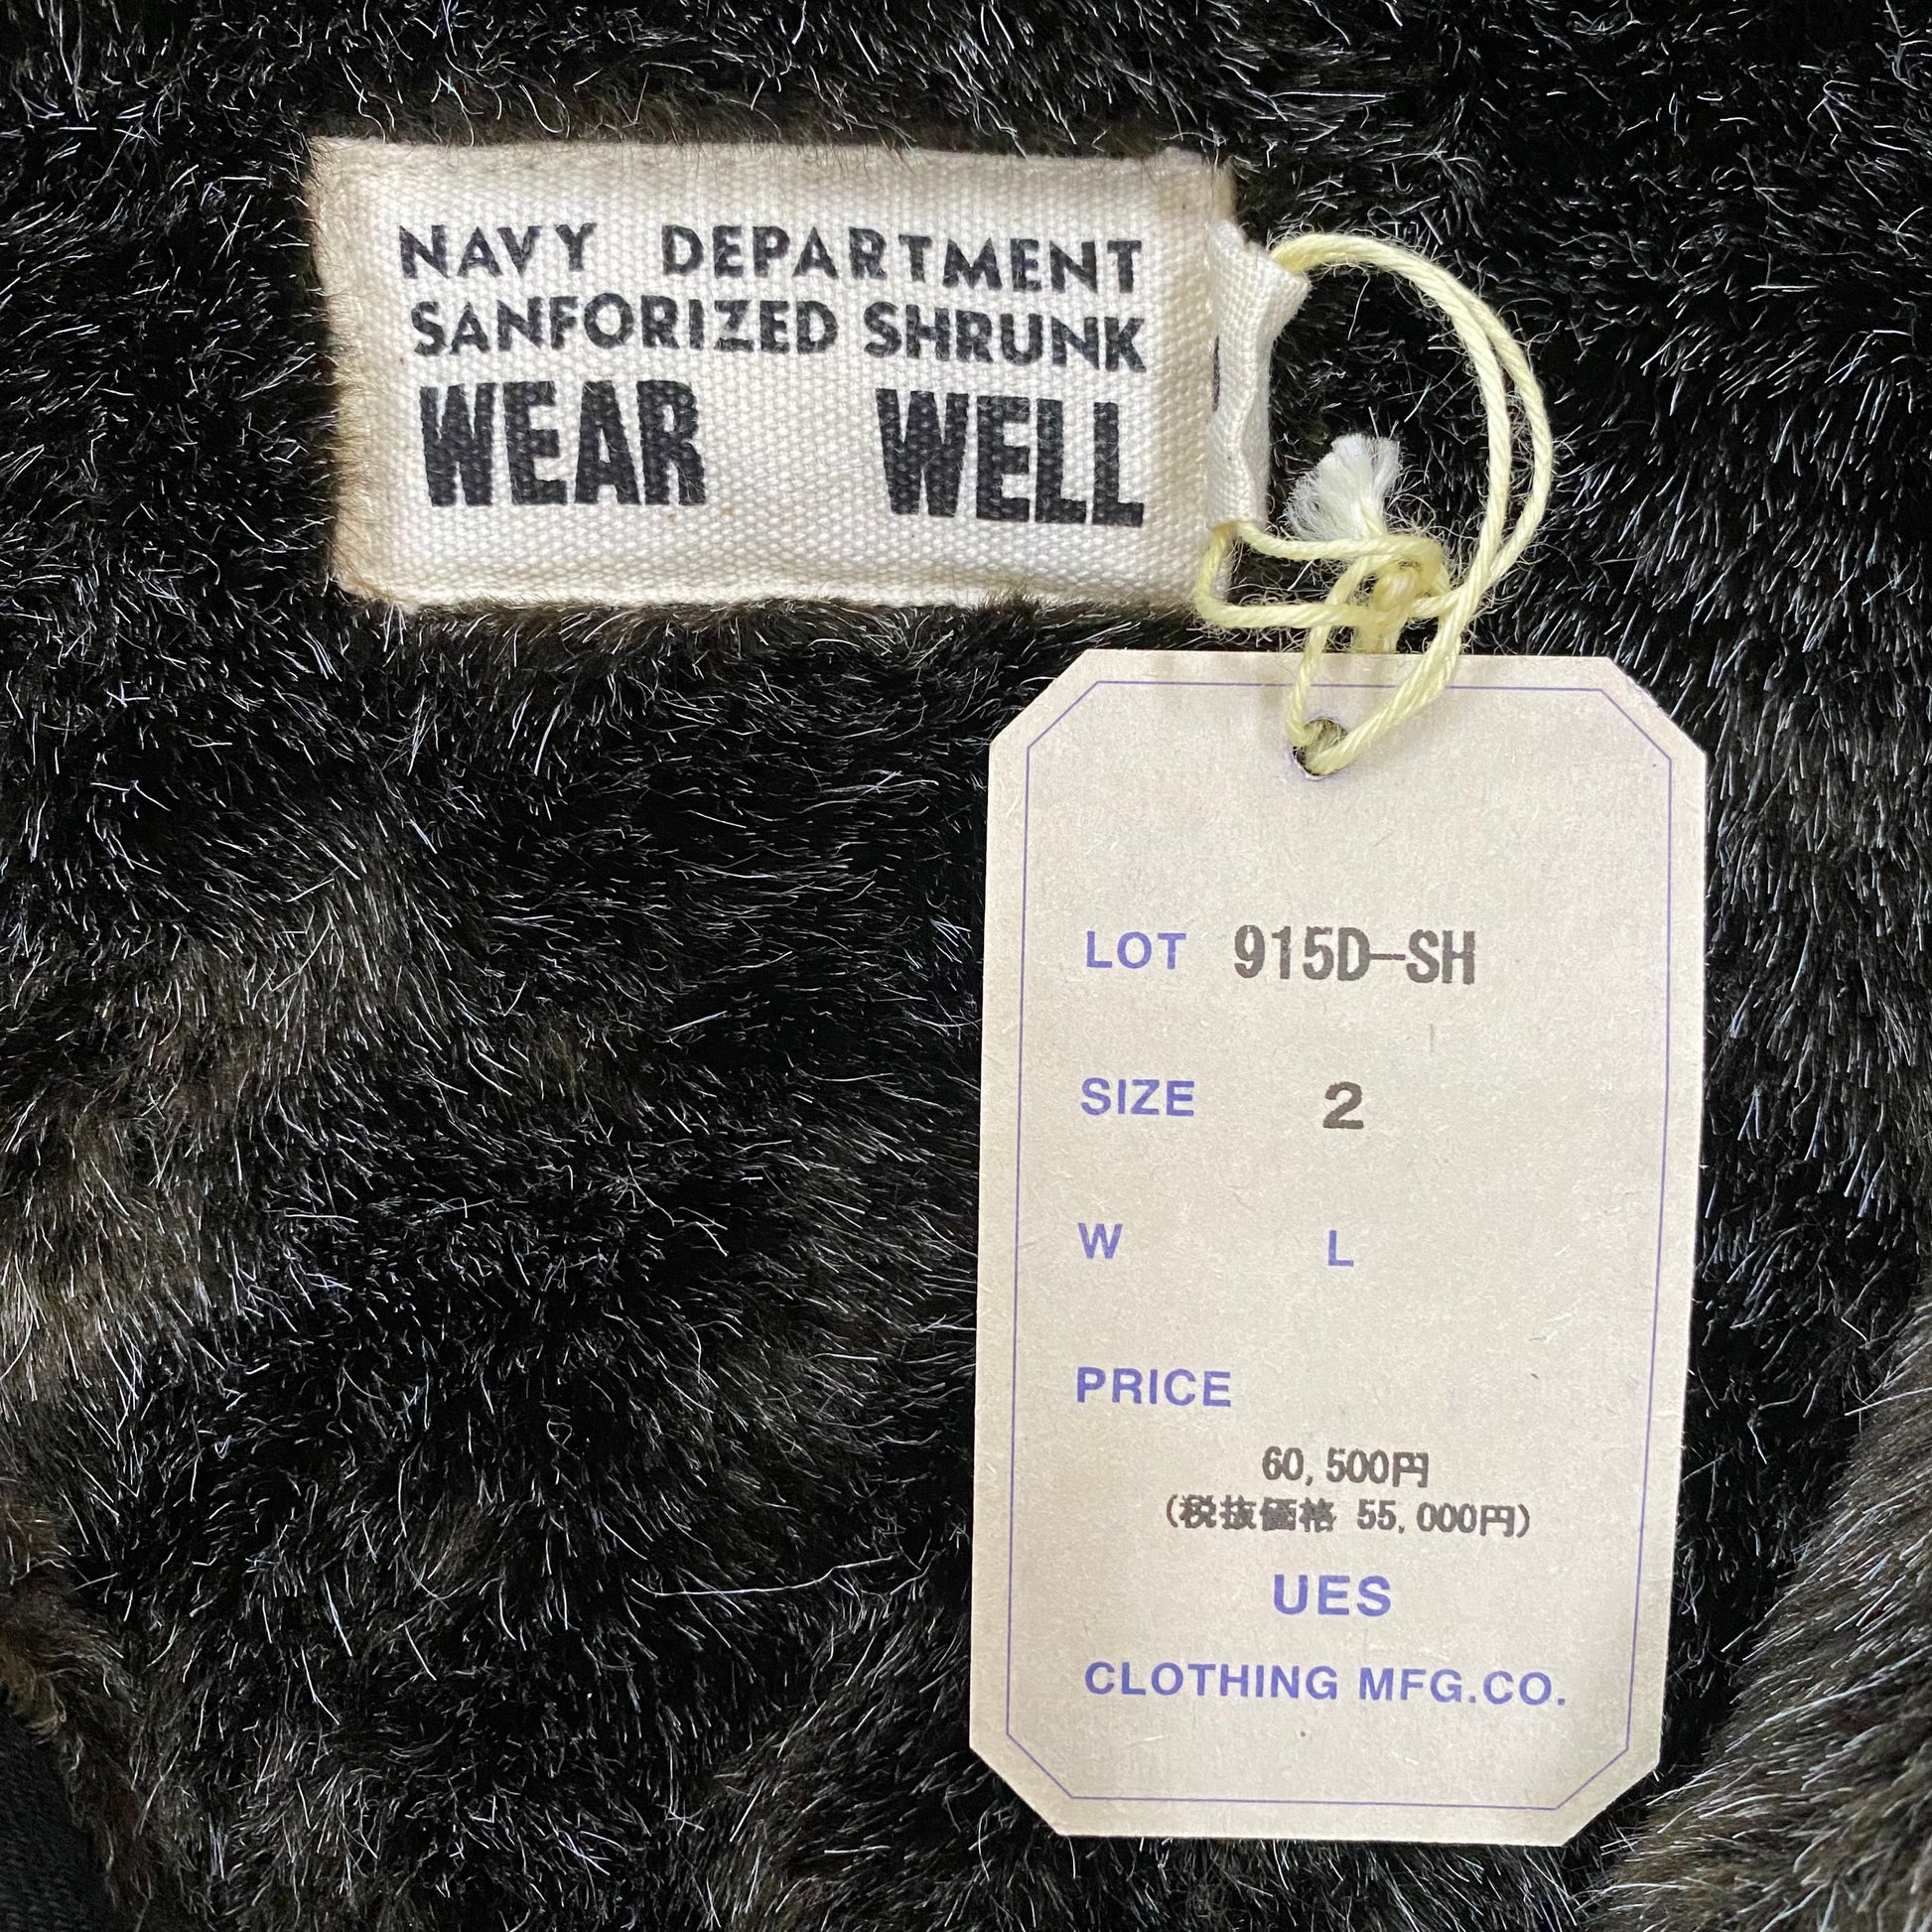 NAVY DEPARTMENT
SANFORIZED SHRUNK
WEAR WELL
LOT 915D-SH
SIZE 2
W L
PRICE
60,500円
(税抜価格 55,000円)
UES
CLOTHING MFG.CO.